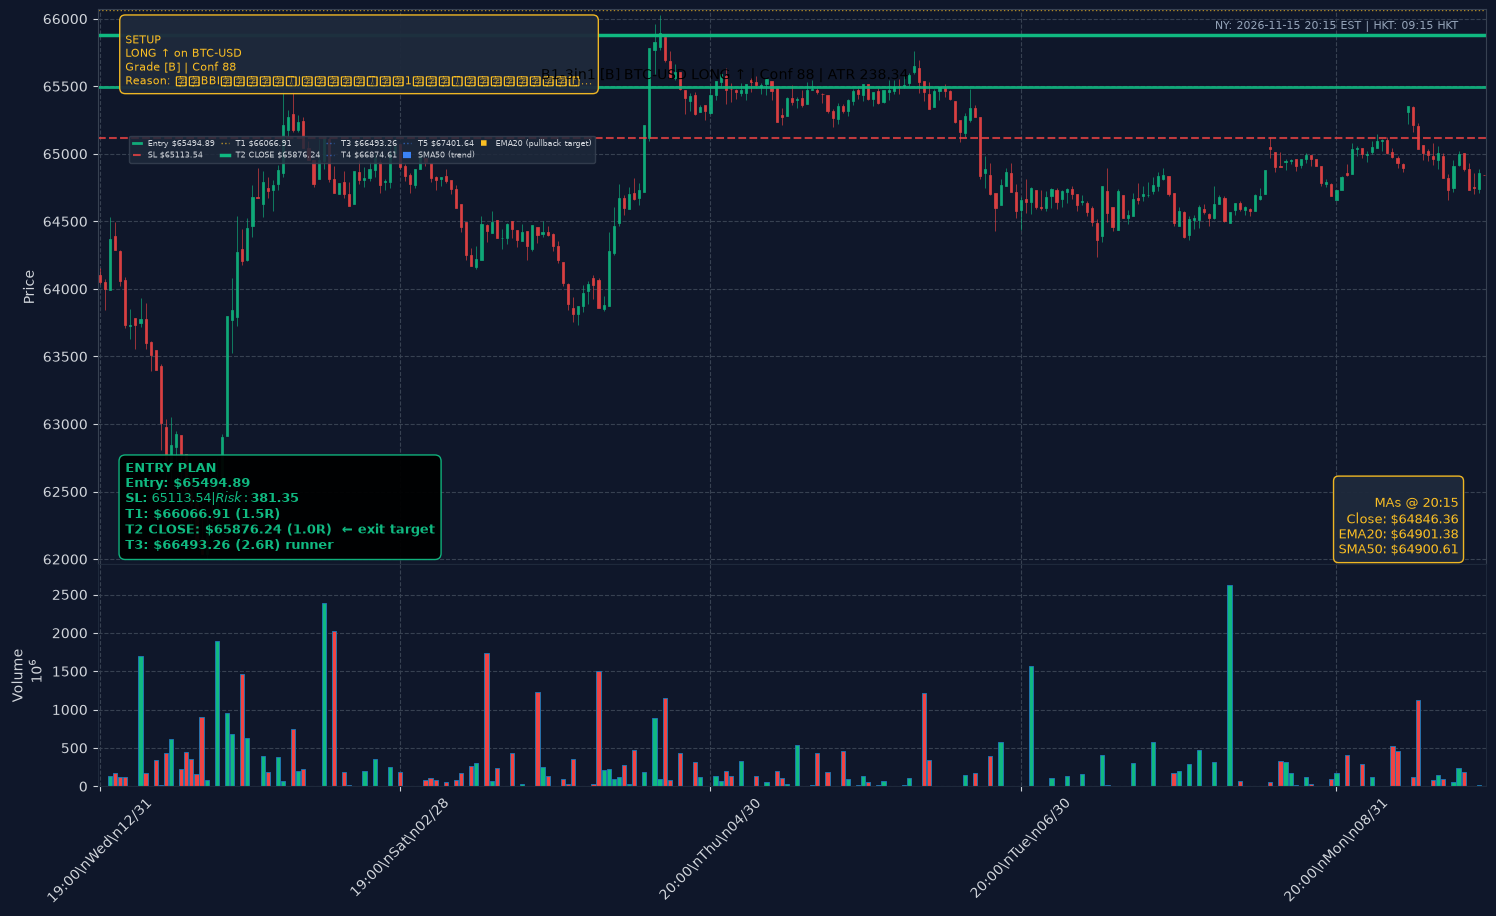 NY: 2026-11-15 20:15 EST | HKT: 09:15 HKT
SETUP
LONG ↑ on BTC-USD
Grade [B] | Conf 88
Reason: BBI
B1 3in1 [B] BTC-USD LONG ↑ | Conf 88 | ATR 238.34
Entry $65494.89
SL $65113.54
T1 $66066.91
T2 CLOSE $65876.24
T3 $66493.26
T4 $66874.61
T5 $67401.64
SMA50 (trend)
EMA20 (pullback target)
Price
66000
65500
65000
64500
64000
63500
63000
62500
62000
ENTRY PLAN
Entry: $65494.89
SL: 65113.54|Risk:381.35
T1: $66066.91 (1.5R)
T2 CLOSE: $65876.24 (1.0R) ← exit target
T3: $66493.26 (2.6R) runner
MAs @ 20:15
Close: $64846.36
EMA20: $64901.38
SMA50: $64900.61
Volume
10⁶
2500
2000
1500
1000
500
0
19:00\nWed\n12/31
19:00\nSat\n02/28
20:00\nThu\n04/30
20:00\nTue\n06/30
20:00\nMon\n08/31